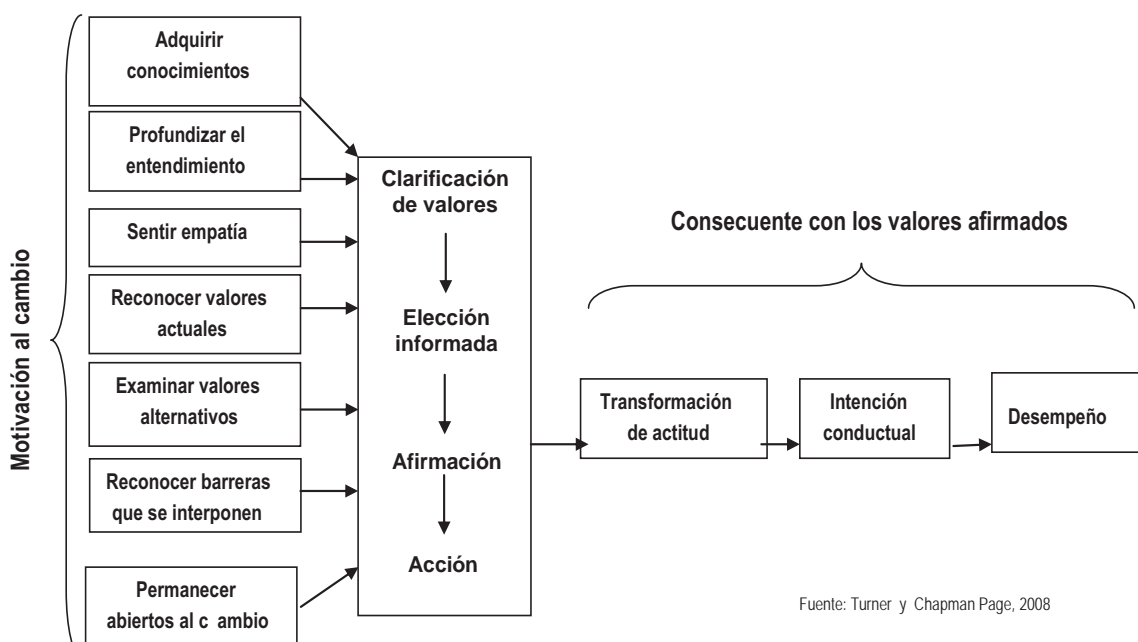 Motivación al cambio
Adquirir
conocimientos
Profundizar el
entendimiento
Sentir empatía
Reconocer valores
actuales
Examinar valores
alternativos
Reconocer barreras
que se interponen
Permanecer
abiertos al c ambio
Clarificación
de valores
Elección
informada
Afirmación
Acción
Consecuente con los valores afirmados
Transformación
de actitud
Intención
conductual
Desempeño
Fuente: Turner y Chapman Page, 2008